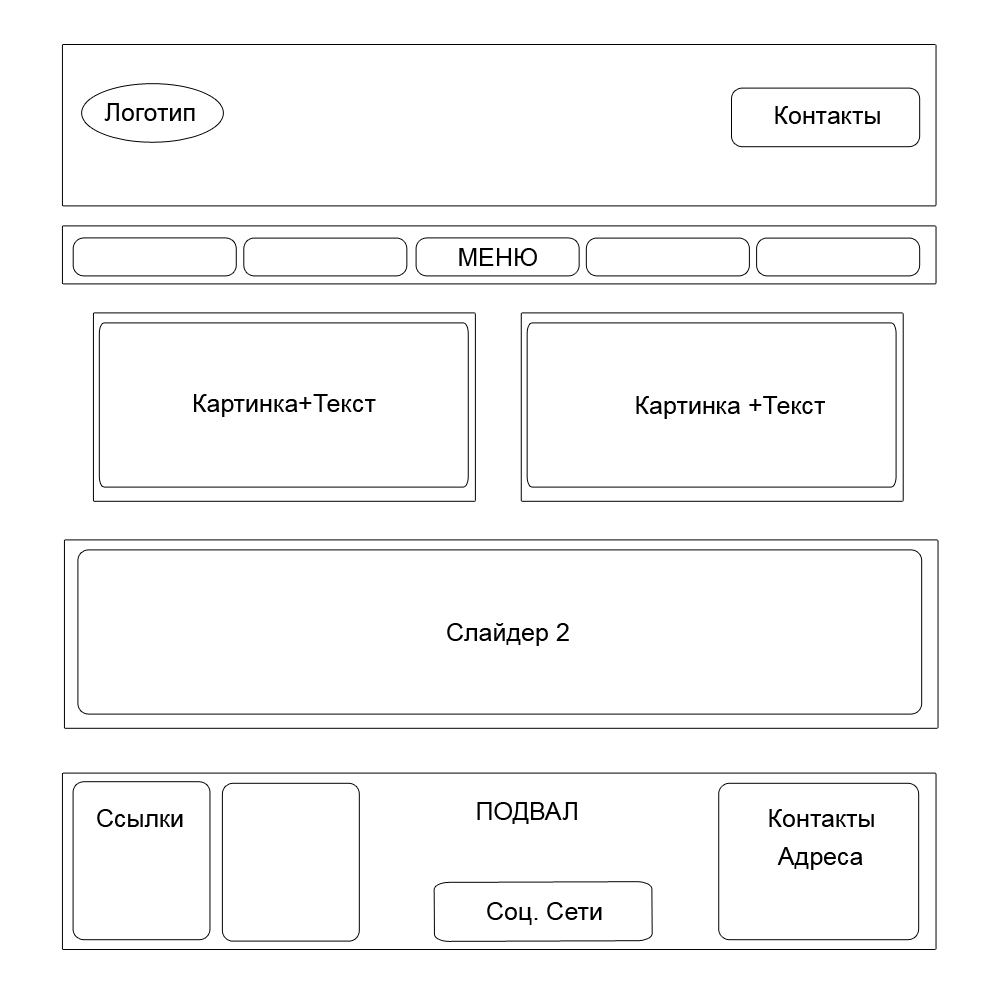 Логотип
Контакты
МЕНЮ
Картинка+Текст
Картинка +Текст
Слайдер 2
Ссылки
ПОДВАЛ
Соц. Сети
Контакты
Адреса